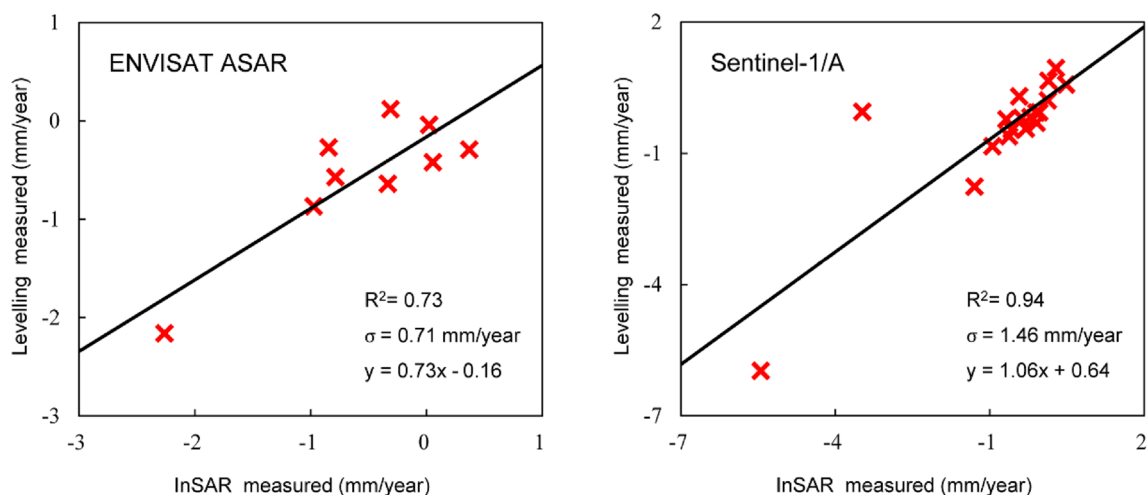 ENVISAT ASAR
Levelling measured (mm/year)
1
0
-1
-2
-3
R²= 0.73
σ = 0.71 mm/year
y = 0.73x - 0.16
-3
-2
-1
0
1
InSAR measured (mm/year)
Sentinel-1/A
Levelling measured (mm/year)
2
-1
-4
-7
R²= 0.94
σ = 1.46 mm/year
y = 1.06x + 0.64
-7
-4
-1
2
InSAR measured (mm/year)